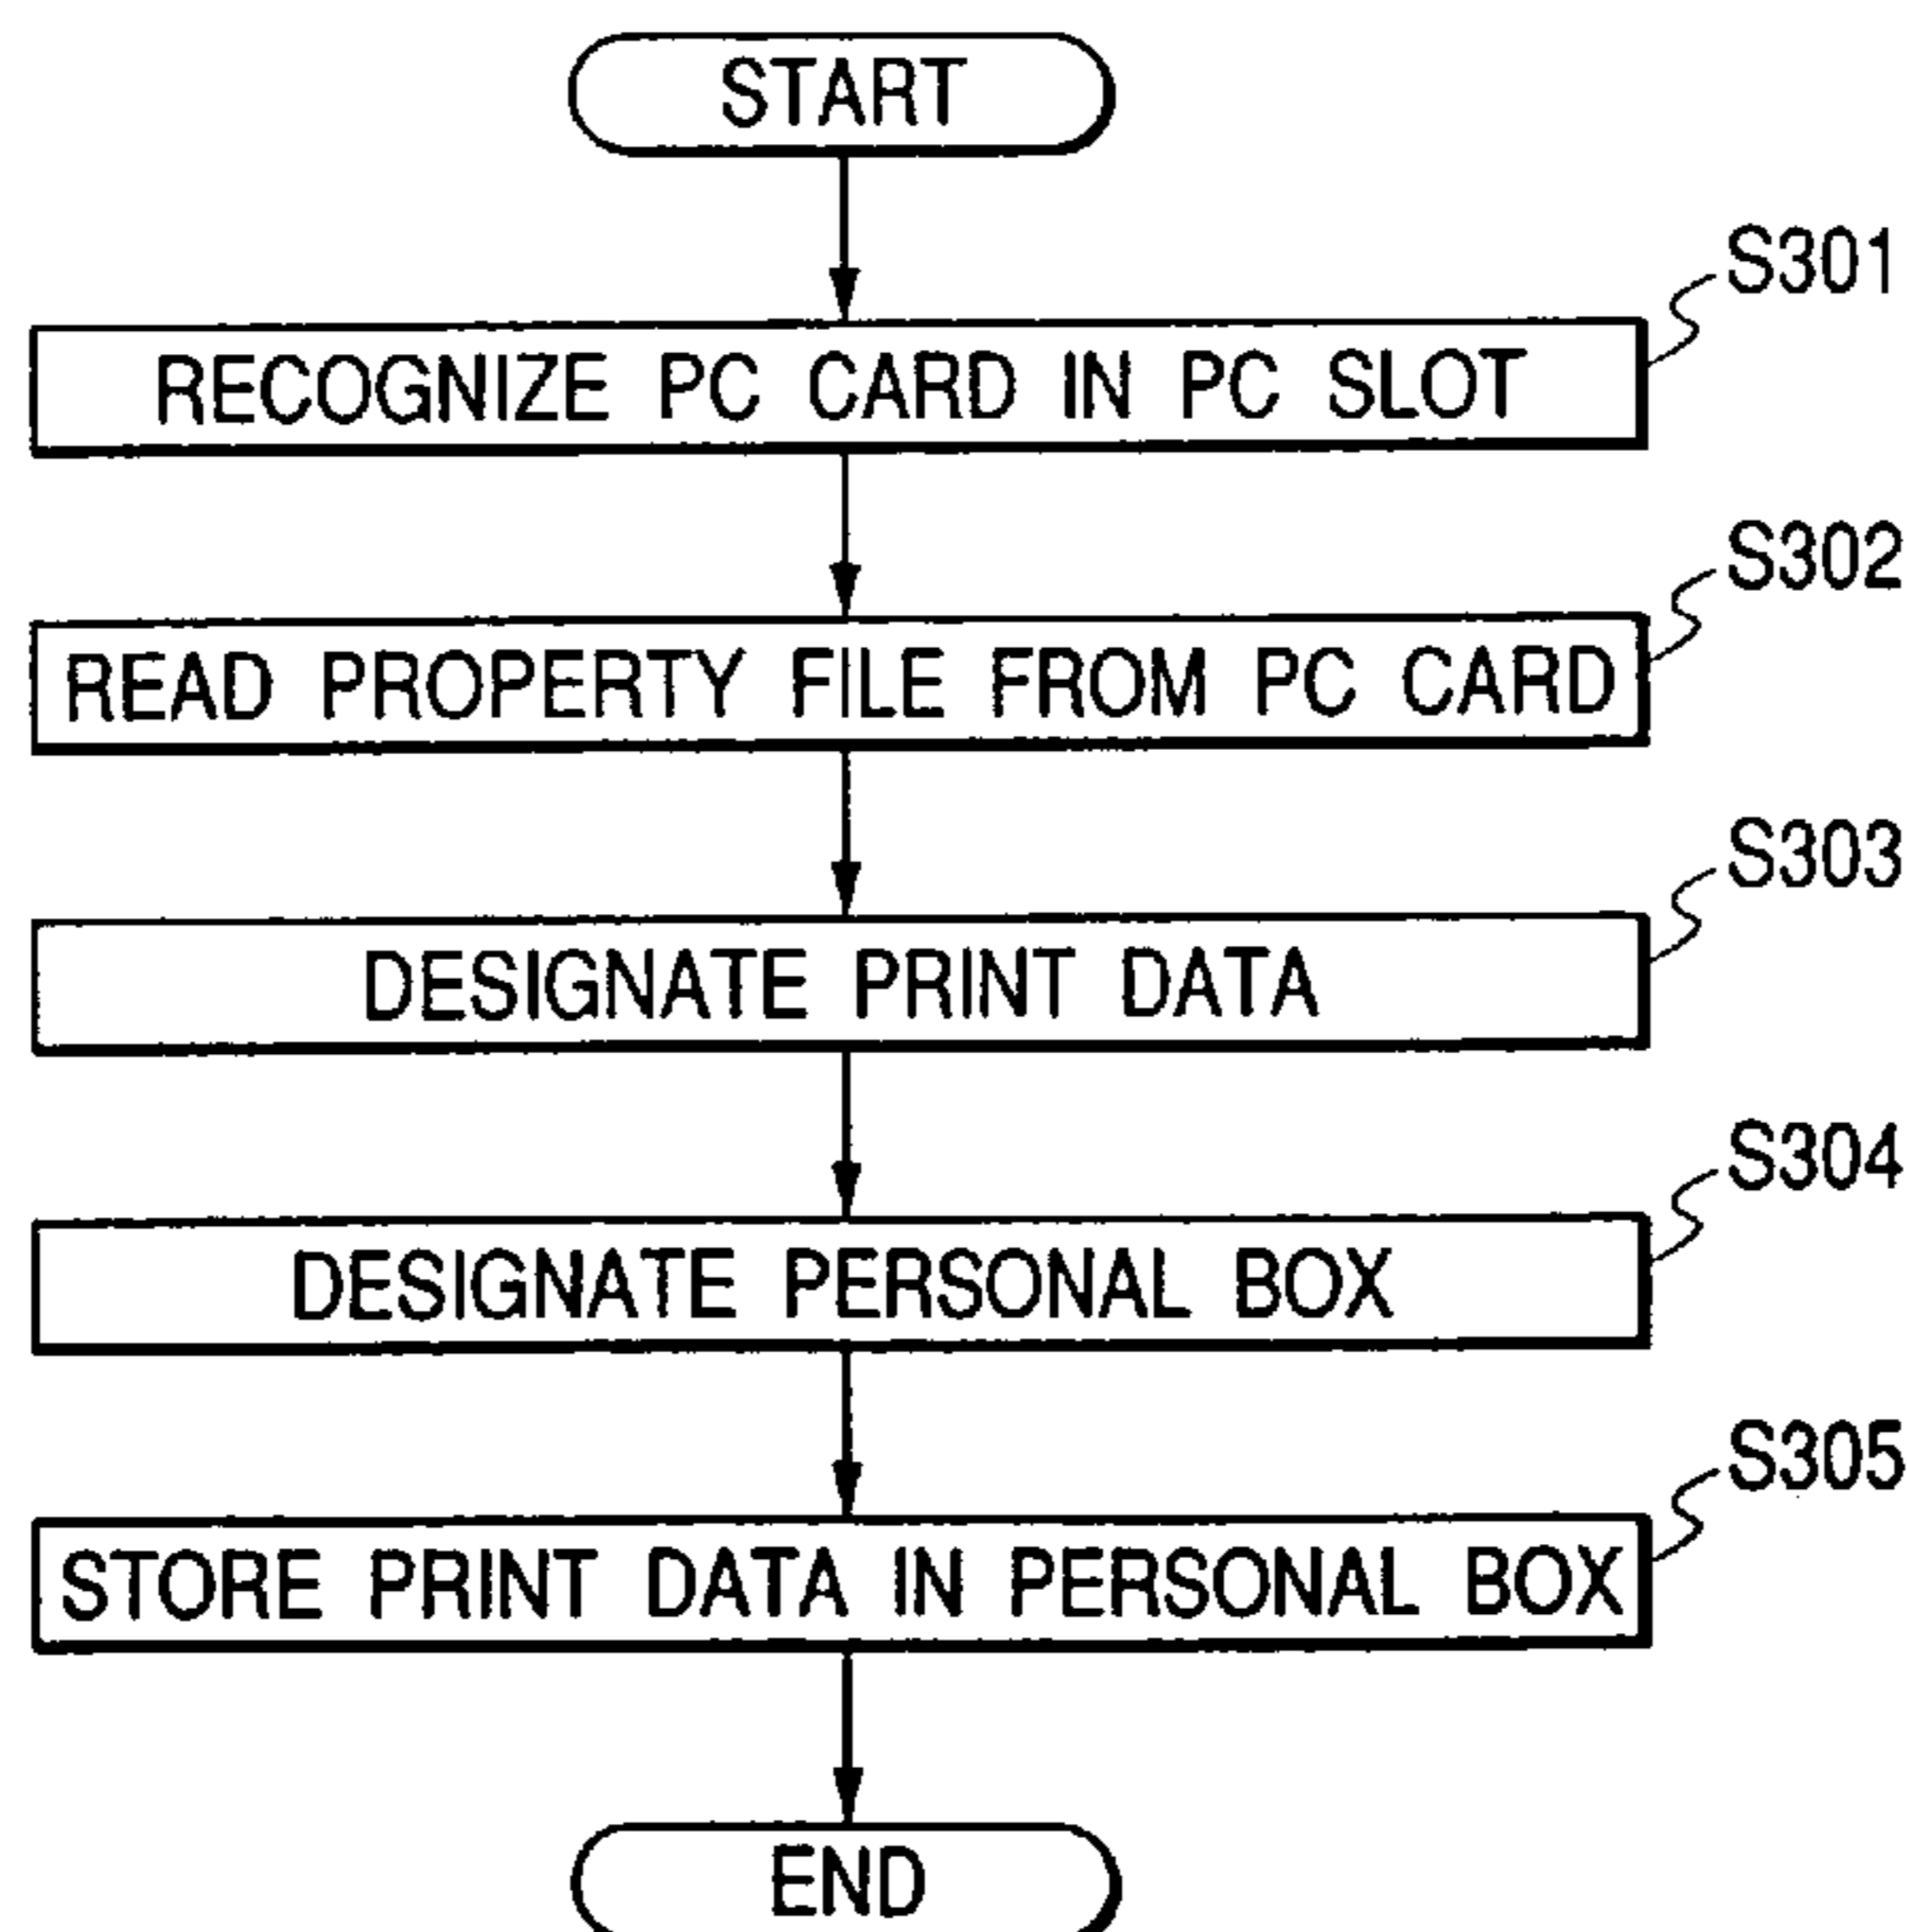 START
S301
RECOGNIZE PC CARD IN PC SLOT
S302
READ PROPERTY FILE FROM PC CARD
S303
DESIGNATE PRINT DATA
S304
DESIGNATE PERSONAL BOX
S305
STORE PRINT DATA IN PERSONAL BOX
END